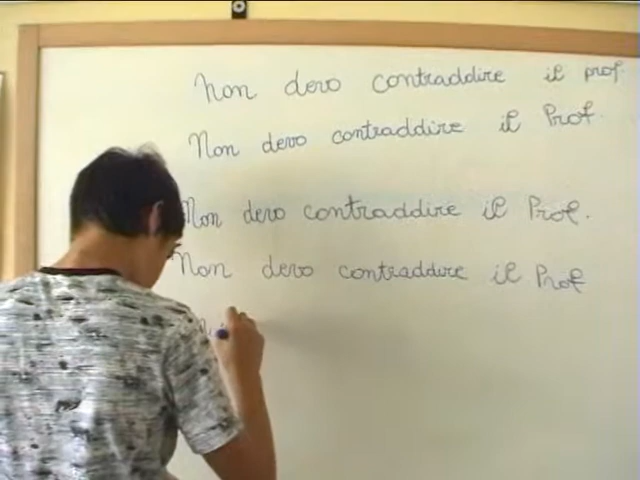 Non devo contraddire il prof
Non devo contraddire il Prof.
Non devo contraddire il Prof.
Non devo contraddire il Prof